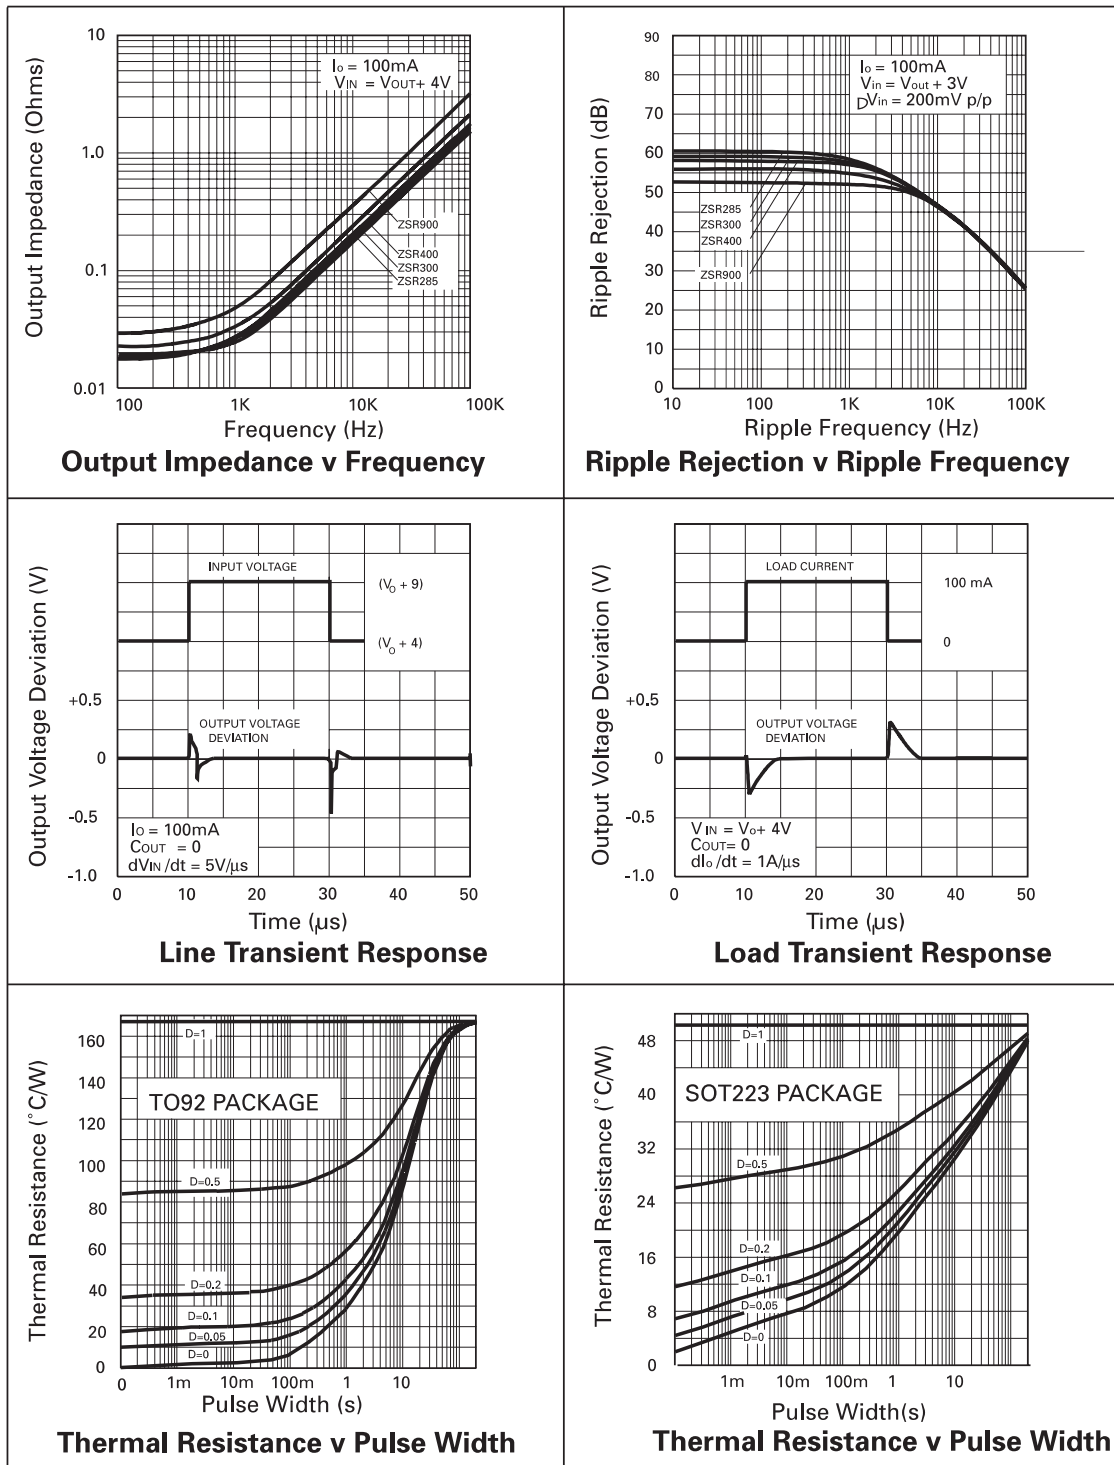 10
1.0
0.1
0.01
Output Impedance (Ohms)
Io = 100mA
VIN = VOUT+ 4V
ZSR900
ZSR400
ZSR300
ZSR285
100 1K 10K 100K
Frequency (Hz)
Output Impedance v Frequency
90
80
70
60
50
40
30
20
10
0
Ripple Rejection (dB)
Io = 100mA
Vin = Vout + 3V
DVin = 200mV p/p
ZSR285
ZSR300
ZSR400
ZSR900
10 100 1K 10K 100K
Ripple Frequency (Hz)
Ripple Rejection v Ripple Frequency
Output Voltage Deviation (V)
INPUT VOLTAGE
(VO + 9)
(VO + 4)
+0.5
0
-0.5
-1.0
OUTPUT VOLTAGE
DEVIATION
IO = 100mA
COUT = 0
dVIN/dt = 5V/µs
0 10 20 30 40 50
Time (µs)
Line Transient Response
Output Voltage Deviation (V)
LOAD CURRENT
100 mA
0
+0.5
0
-0.5
-1.0
OUTPUT VOLTAGE
DEVIATION
VIN = Vo+ 4V
COUT= 0
dIo/dt = 1A/µs
0 10 20 30 40 50
Time (µs)
Load Transient Response
160
140
120
100
80
60
40
20
0
Thermal Resistance (°C/W)
D=1
TO92 PACKAGE
D=0.5
D=0.2
D=0.1
D=0.05
D=0
0 1m 10m 100m 1 10
Pulse Width (s)
Thermal Resistance v Pulse Width
48
40
32
24
16
8
0
Thermal Resistance (°C/W)
D=1
SOT223 PACKAGE
D=0.5
D=0.2
D=0.1
D=0.05
D=0
1m 10m 100m 1 10
Pulse Width(s)
Thermal Resistance v Pulse Width